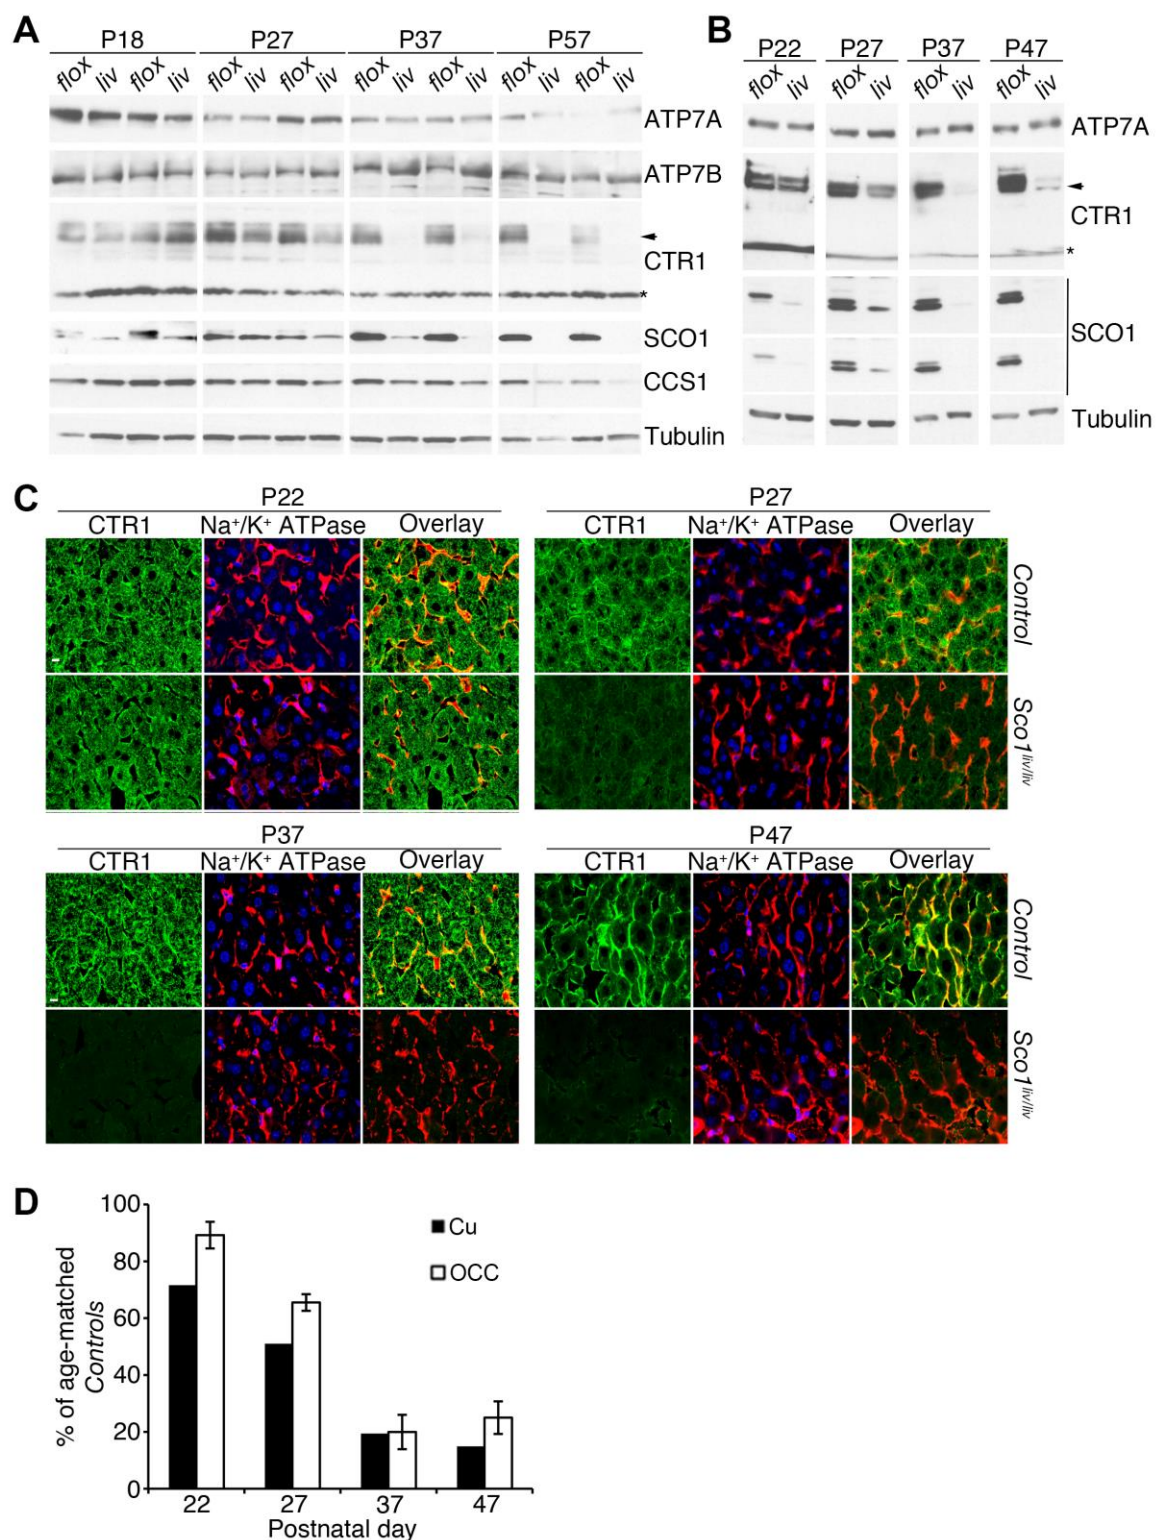 A
P18 P27 P37 P57
flox liv flox liv flox liv flox liv flox liv flox liv flox liv flox liv
ATP7A
ATP7B
CTR1
*
SCO1
CCS1
Tubulin
B
P22 P27 P37 P47
flox liv flox liv flox liv flox liv
ATP7A
CTR1
*
SCO1
Tubulin
C
P22
CTR1 Na⁺/K⁺ ATPase Overlay
P27
CTR1 Na⁺/K⁺ ATPase Overlay
Control
Sco1^liv/liv
P37
CTR1 Na⁺/K⁺ ATPase Overlay
P47
CTR1 Na⁺/K⁺ ATPase Overlay
Control
Sco1^liv/liv
D
% of age-matched
Controls
100
80
60
40
20
0
Cu
OCC
22 27 37 47
Postnatal day